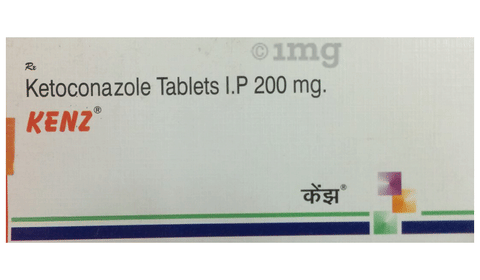 ©1mg
Rx
Ketoconazole Tablets I.P 200 mg.
KENZ®
केंझ®